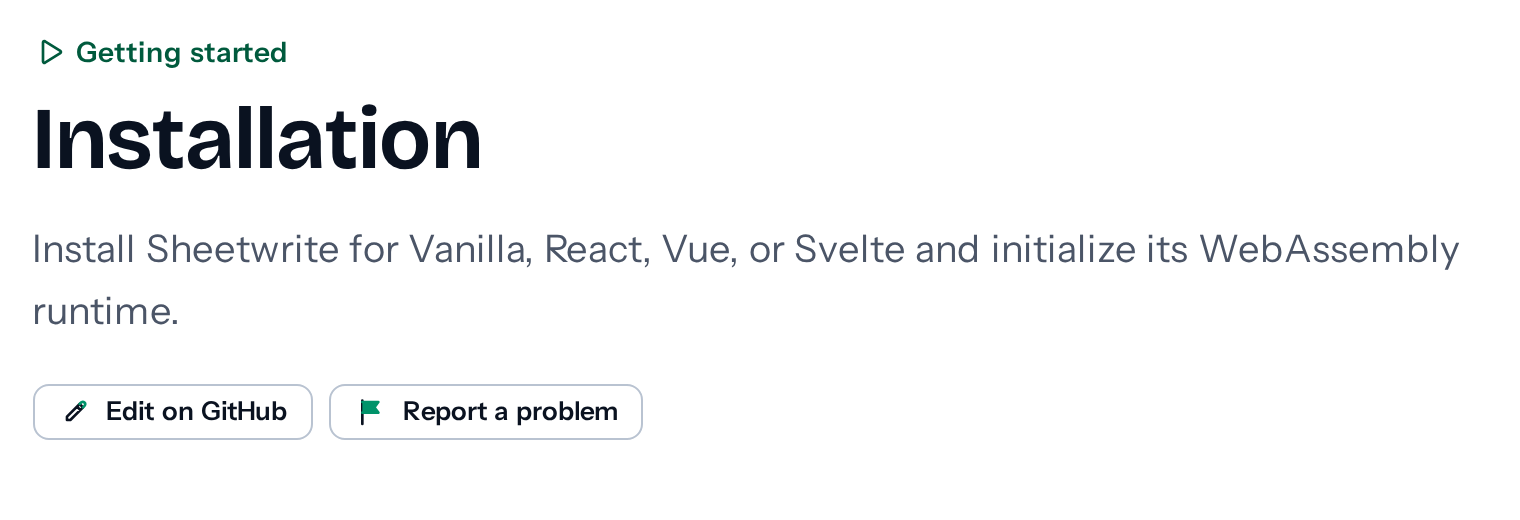 Getting started
Installation
Install Sheetwrite for Vanilla, React, Vue, or Svelte and initialize its WebAssembly
runtime.
Edit on GitHub
Report a problem